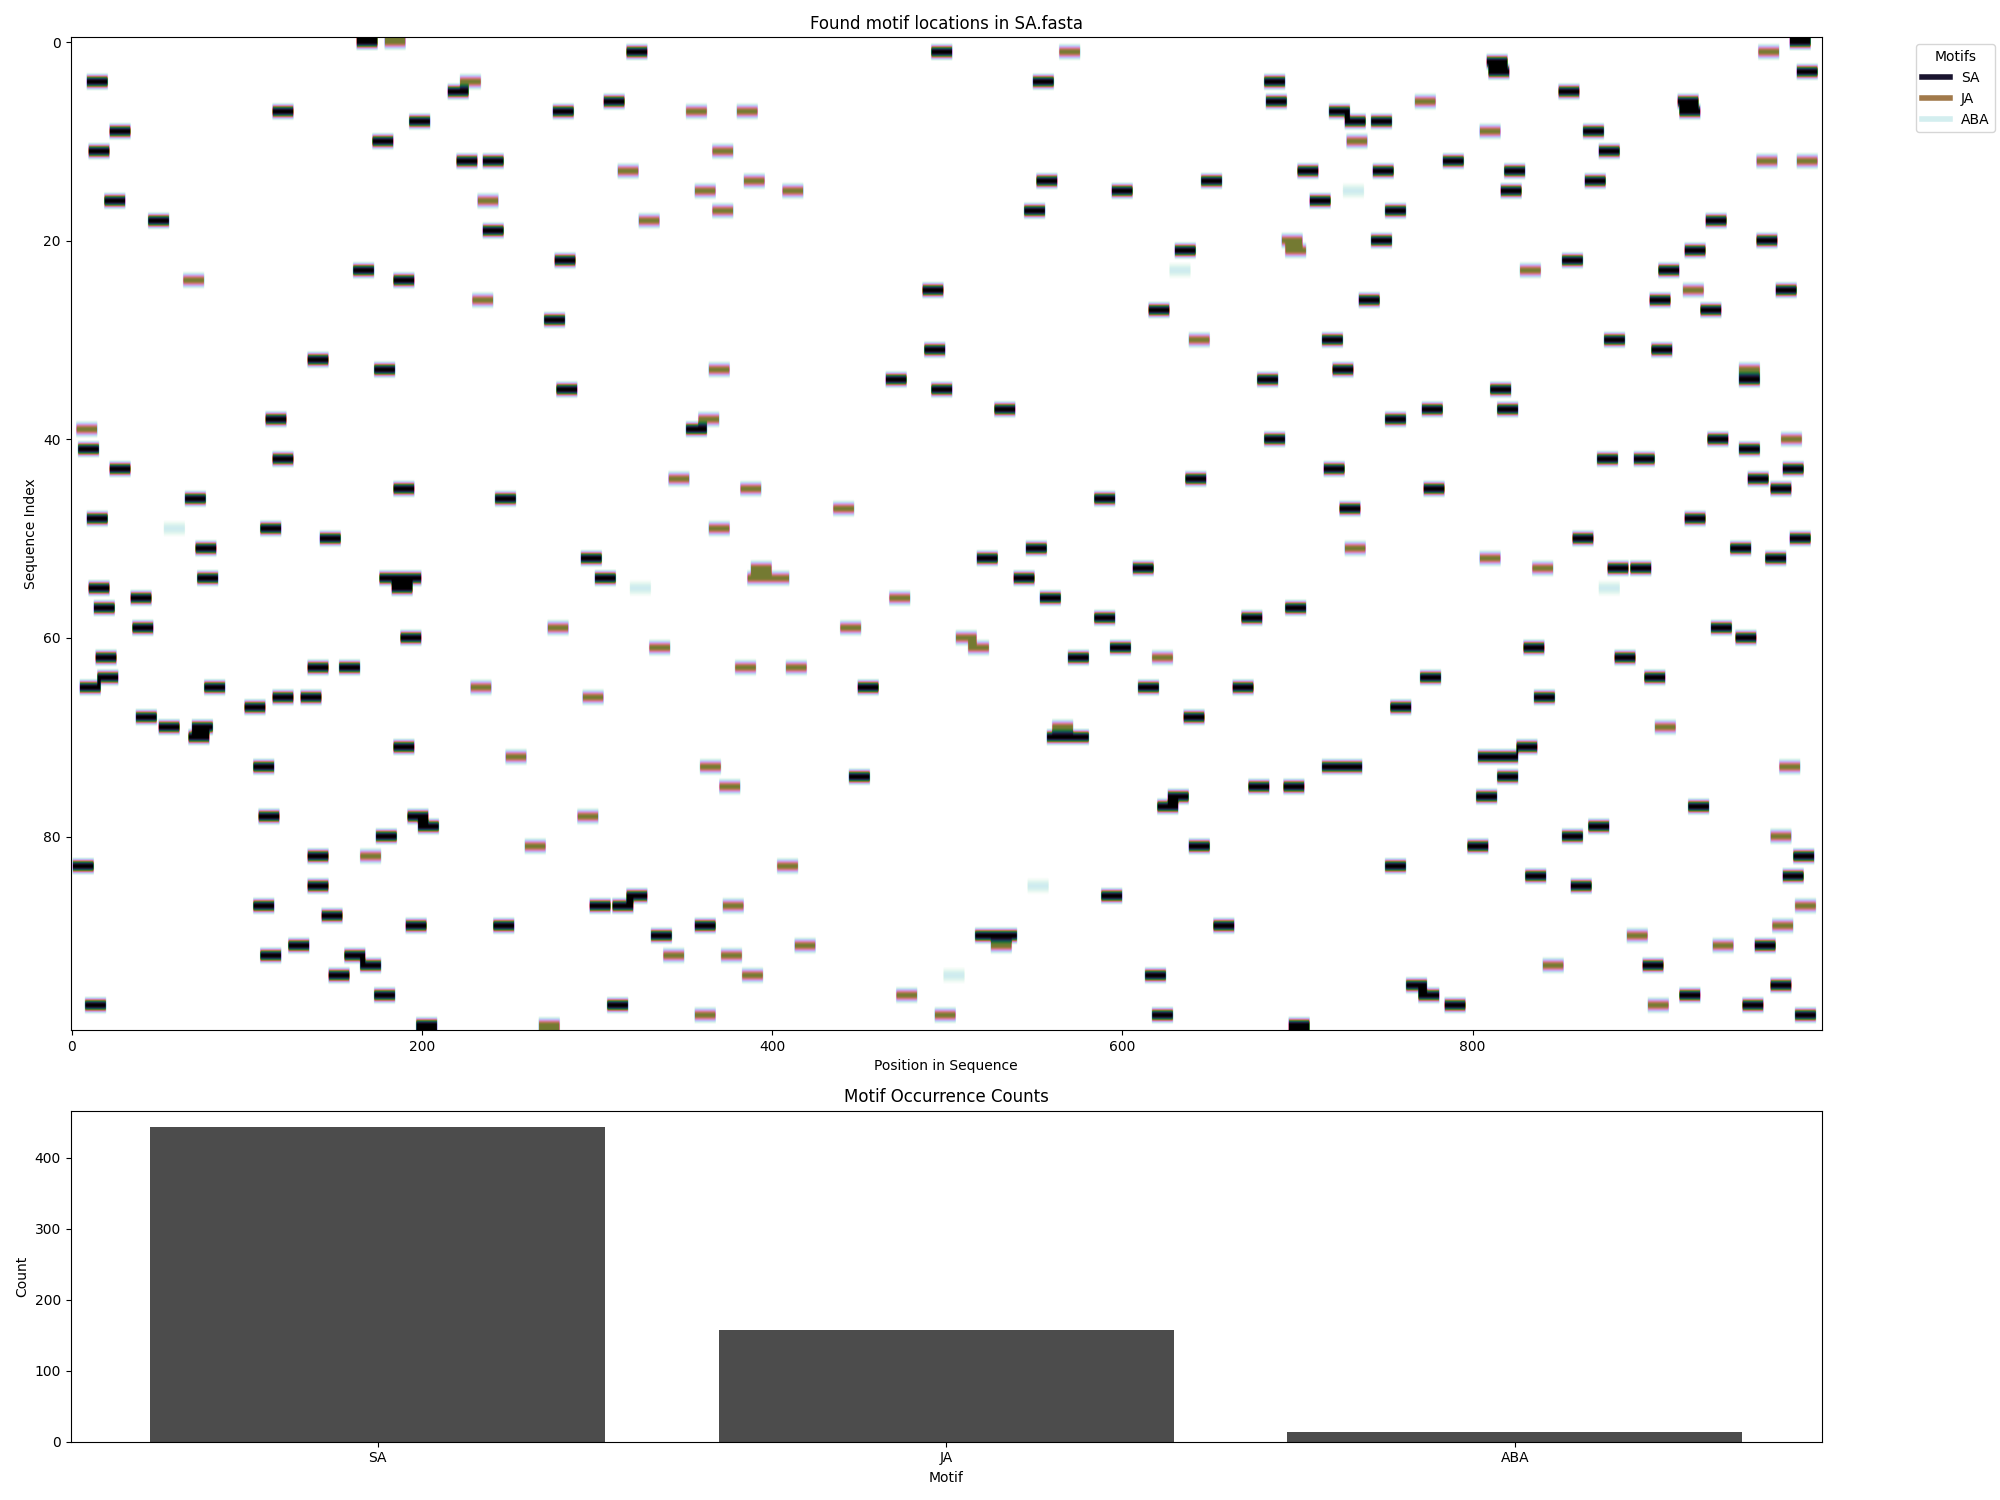 Found motif locations in SA.fasta
Motifs
SA
JA
ABA
Sequence Index
0
20
40
60
80
0 200 400 600 800
Position in Sequence
Motif Occurrence Counts
Count
400
300
200
100
0
SA JA ABA
Motif